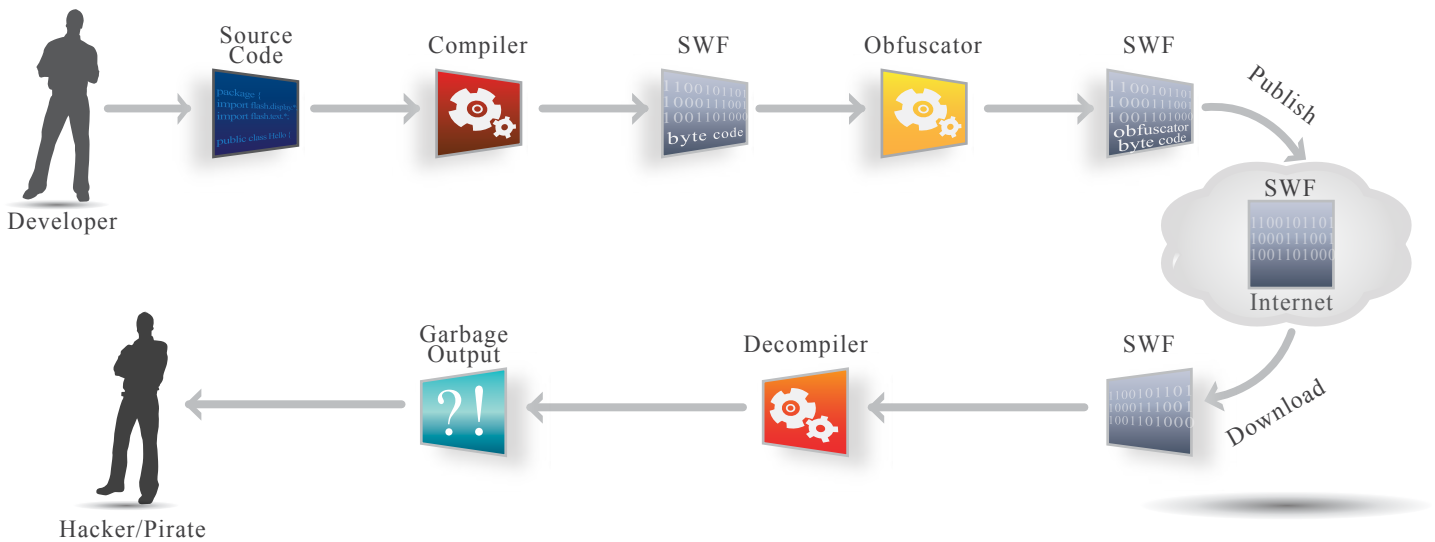 Source
Code
Compiler
SWF
Obfuscator
SWF
package {
import flash.display.*
import flash.text.*;
public class Hello {
1100101101
1000111001
1001101000
byte code
1100101101
1000111001
1001101000
obfuscator
byte code
Publish
Developer
SWF
1100101101
1000111001
1001101000
Internet
Download
SWF
1100101101
1000111001
1001101000
Decompiler
Garbage
Output
?!
Hacker/Pirate